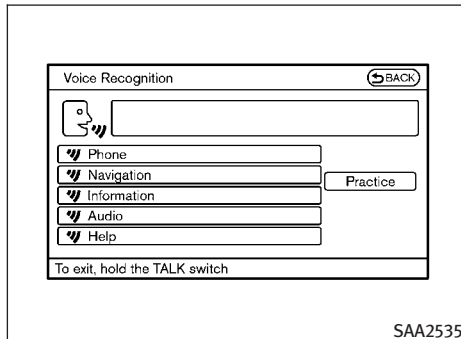 Voice Recognition
BACK
Phone
Navigation
Practice
Information
Audio
Help
To exit, hold the TALK switch
SAA2535